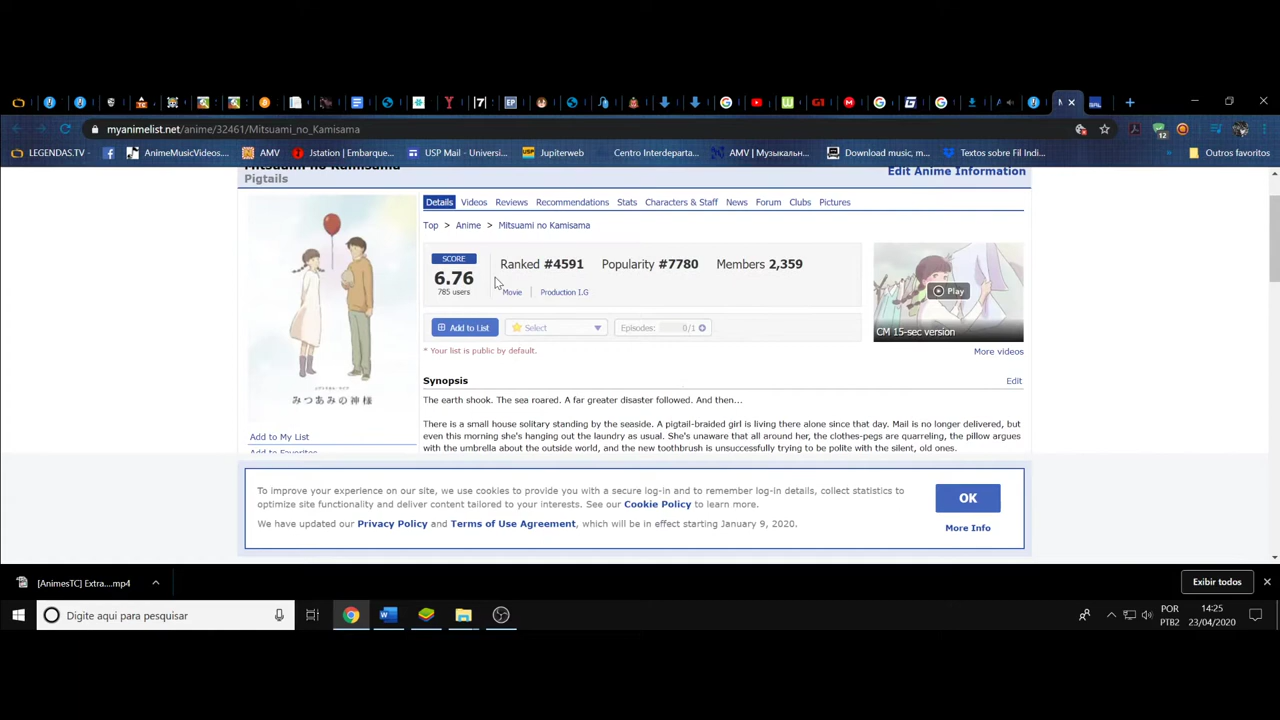 myanimelist.net/anime/32461/Mitsuami_no_Kamisama
LEGENDAS.TV
AnimeMusicVideos....
AMV
Jstation | Embarque...
USP Mail - Universi...
Jupiterweb
Centro Interdeparta...
AMV | Музыкальн...
Download music, m...
Textos sobre Fil Indi...
Outros favoritos
Mitsuami no Kamisama
Pigtails
Edit Anime Information
Details Videos Reviews Recommendations Stats Characters & Staff News Forum Clubs Pictures
Top > Anime > Mitsuami no Kamisama
SCORE
6.76
785 users
Ranked #4591 Popularity #7780 Members 2,359
Movie | Production I.G
Play
CM 15-sec version
Add to List
Select
Episodes: 0/1
* Your list is public by default.
More videos
みつあみの神様
Synopsis
Edit
The earth shook. The sea roared. A far greater disaster followed. And then...
There is a small house solitary standing by the seaside. A pigtail-braided girl is living there alone since that day. Mail is no longer delivered, but
even this morning she's hanging out the laundry as usual. She's unaware that all around her, the clothes-pegs are quarreling, the pillow argues
with the umbrella about the outside world, and the new toothbrush is unsuccessfully trying to be polite with the silent, old ones.
Add to My List
Add to Favorites
To improve your experience on our site, we use cookies to provide you with a secure log-in and to remember log-in details, collect statistics to
optimize site functionality and deliver content tailored to your interests. See our Cookie Policy to learn more.
We have updated our Privacy Policy and Terms of Use Agreement, which will be in effect starting January 9, 2020.
OK
More Info
[AnimesTC] Extra....mp4
Exibir todos
Digite aqui para pesquisar
POR
PTB2
14:25
23/04/2020